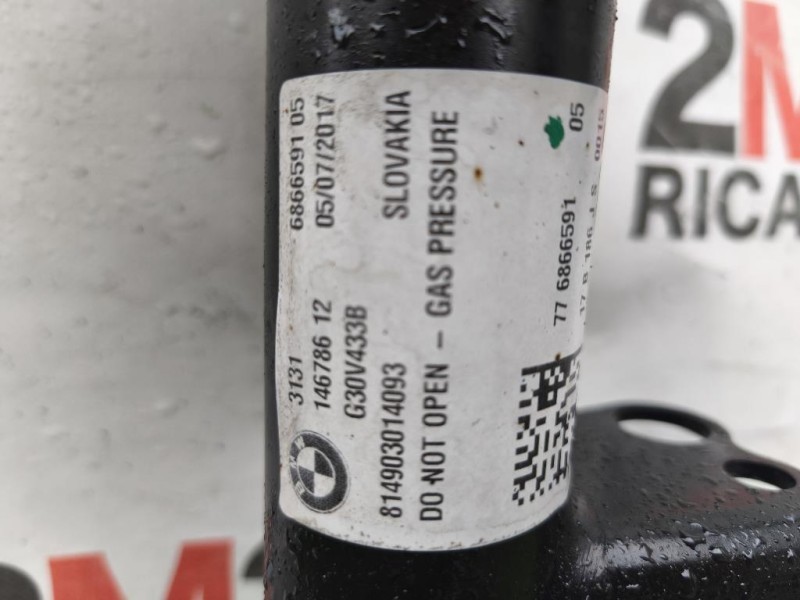 3131 6866591 05
146786 12 05/07/2017
G30V433B
814903014093 SLOVAKIA
DO NOT OPEN - GAS PRESSURE
77 6866591 05
2M
RICA
2M